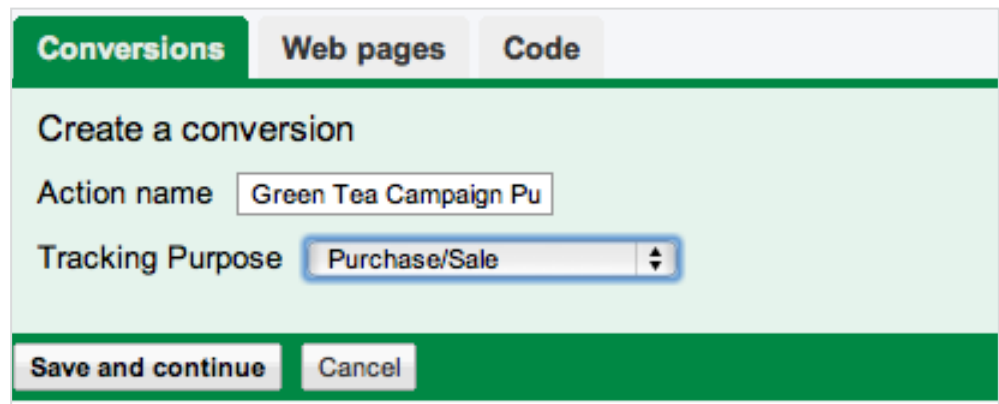 Conversions Web pages Code
Create a conversion
Action name Green Tea Campaign Pu
Tracking Purpose Purchase/Sale
Save and continue Cancel